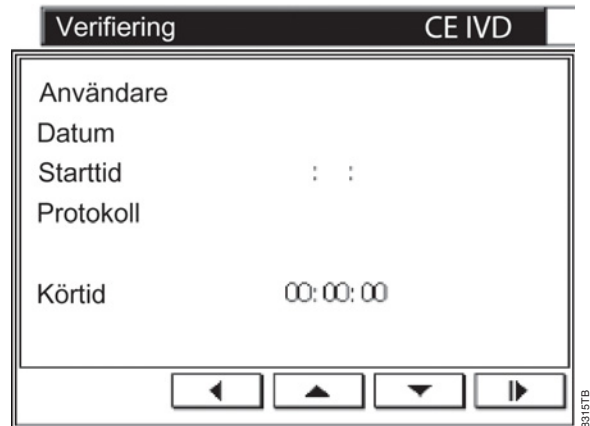 Verifiering CE IVD
Användare
Datum
Starttid : :
Protokoll
Körtid 00:00:00
3315TB